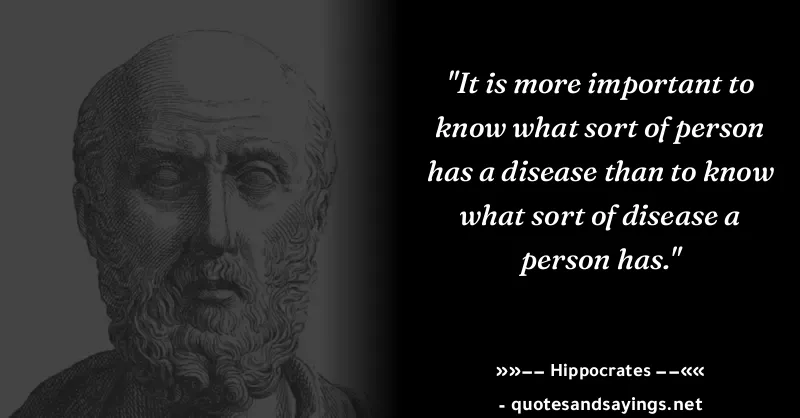 "It is more important to
know what sort of person
has a disease than to know
what sort of disease a
person has."
»»−− Hippocrates −−««
- quotesandsayings.net